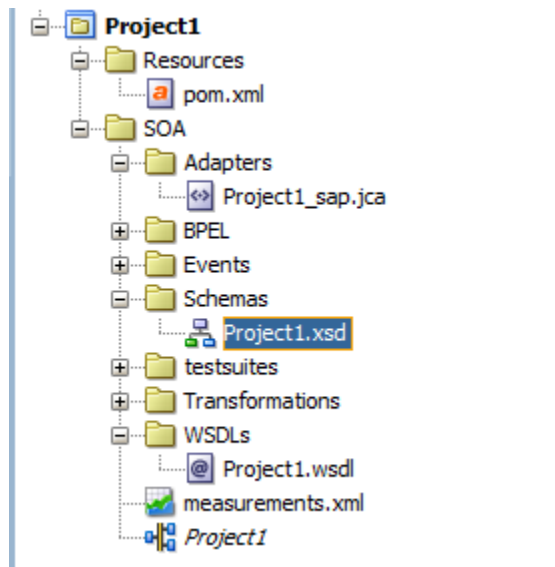 Project1
Resources
pom.xml
SOA
Adapters
Project1_sap.jca
BPEL
Events
Schemas
Project1.xsd
testsuites
Transformations
WSDLs
Project1.wsdl
measurements.xml
Project1